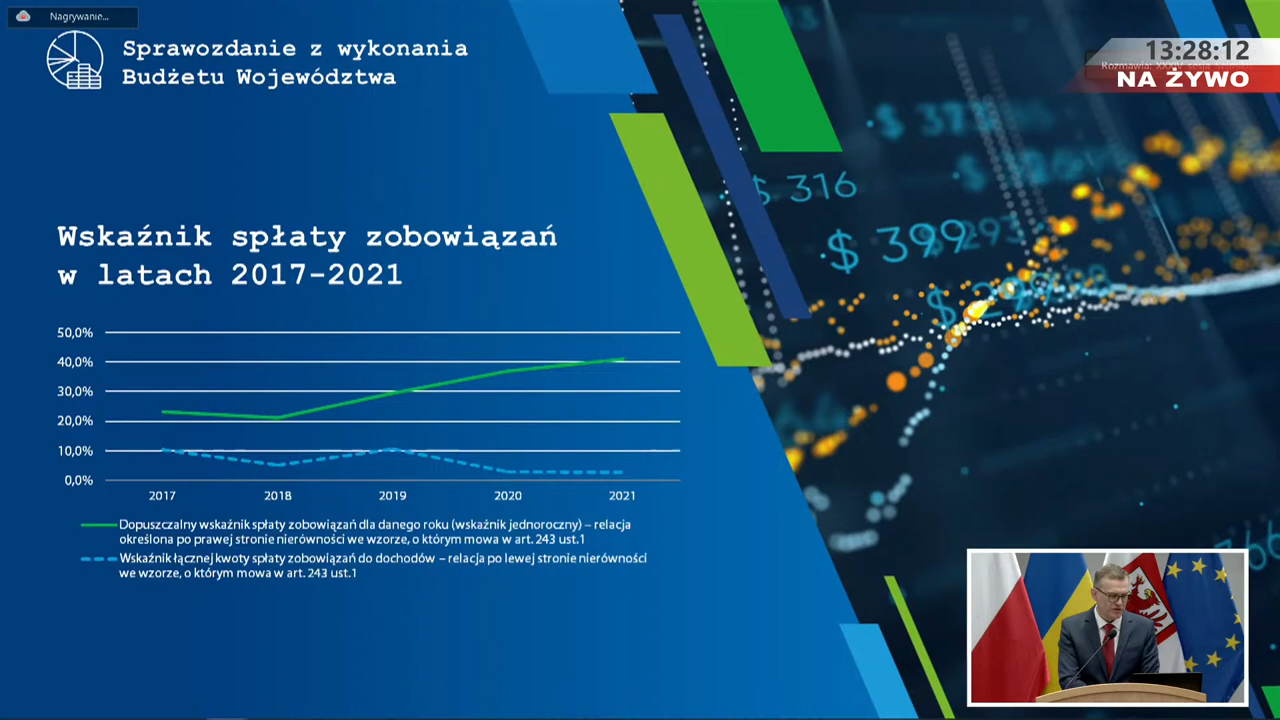 Nagrywanie...
Sprawozdanie z wykonania
Budżetu Województwa
13:28:12
NA ŻYWO
Wskaźnik spłaty zobowiązań
w latach 2017-2021
50,0%
40,0%
30,0%
20,0%
10,0%
0,0%
2017 2018 2019 2020 2021
Dopuszczalny wskaźnik spłaty zobowiązań dla danego roku (wskaźnik jednoroczny) – relacja
określona po prawej stronie nierówności we wzorze, o którym mowa w art. 243 ust.1
Wskaźnik łącznej kwoty spłaty zobowiązań do dochodów – relacja po lewej stronie nierówności
we wzorze, o którym mowa w art. 243 ust.1
$ 316
$ 399